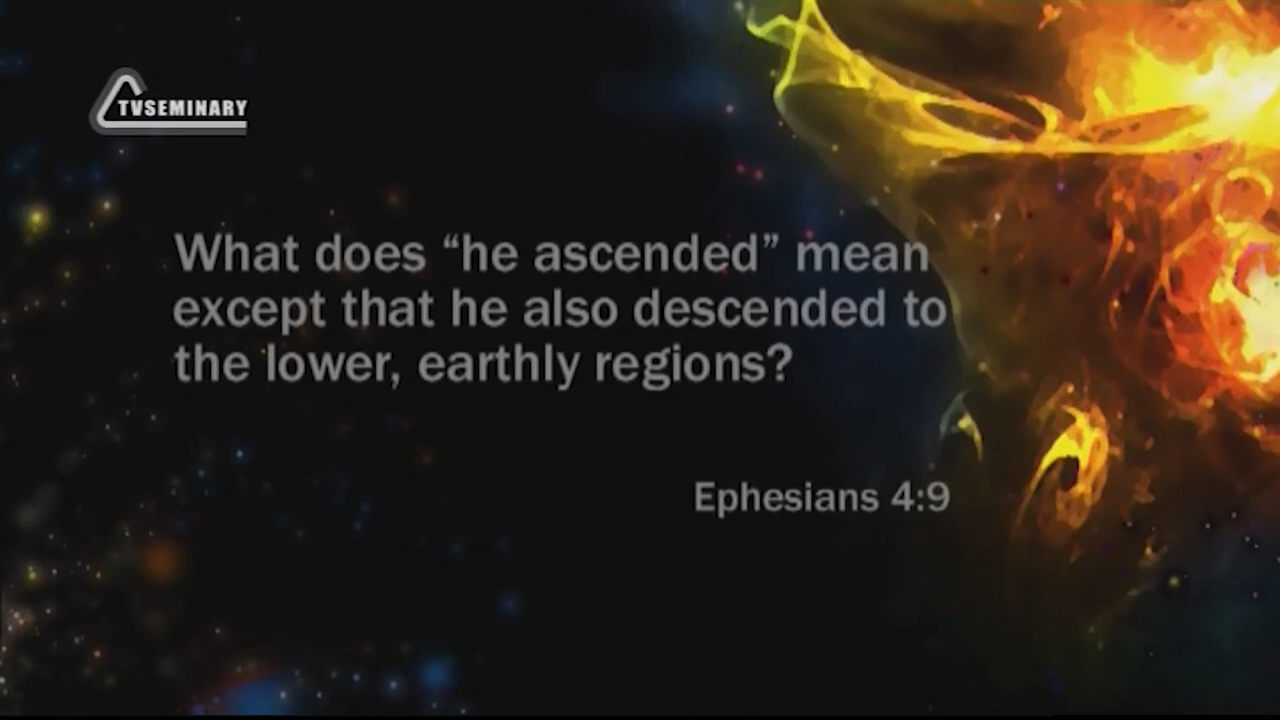 TVSEMINARY
What does “he ascended” mean
except that he also descended to
the lower, earthly regions?
Ephesians 4:9